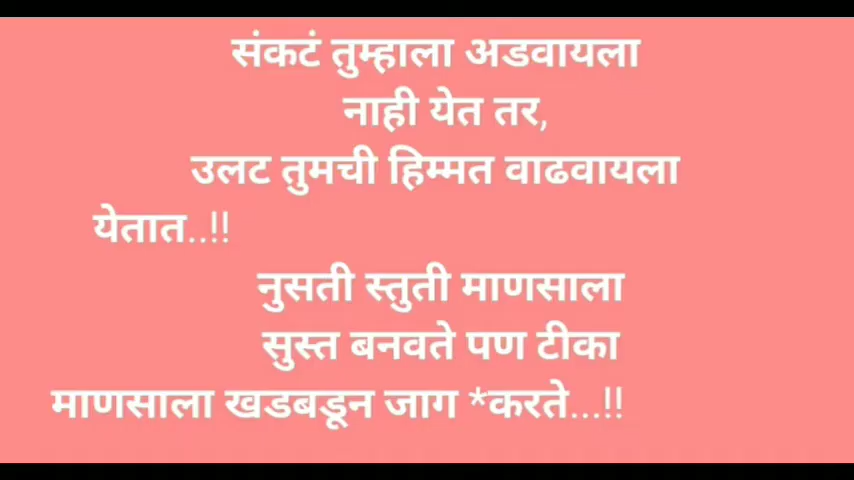 संकटं तुम्हाला अडवायला
नाही येत तर,
उलट तुमची हिम्मत वाढवायला
येतात..!!
नुसती स्तुती माणसाला
सुस्त बनवते पण टीका
माणसाला खडबडून जाग *करते...!!